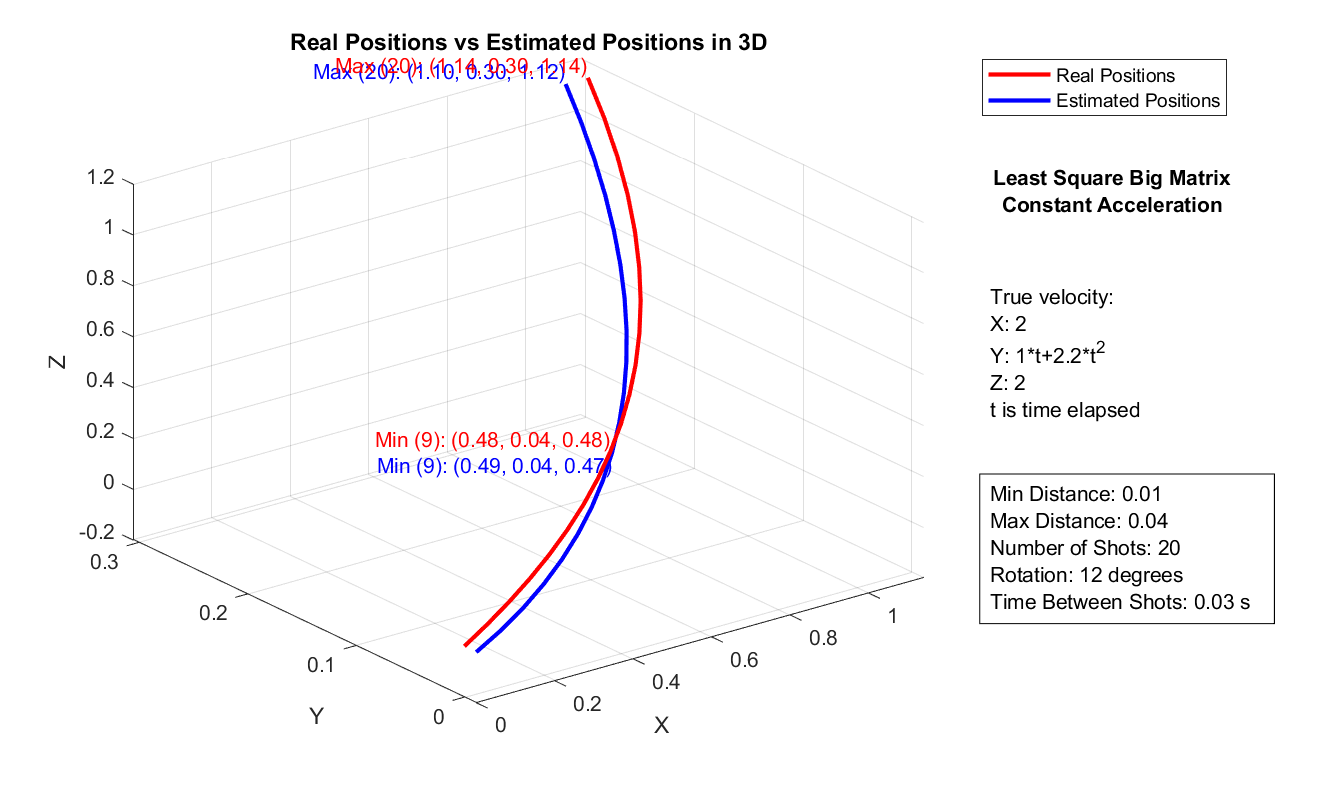 Real Positions vs Estimated Positions in 3D
Max (20): (1.14, 0.30, 1.14)
Max (20): (1.10, 0.30, 1.12)
Real Positions
Estimated Positions
Least Square Big Matrix
Constant Acceleration
1.2
1
0.8
0.6
0.4
0.2
0
-0.2
Z
True velocity:
X: 2
Y: 1*t+2.2*t²
Z: 2
t is time elapsed
Min (9): (0.48, 0.04, 0.48)
Min (9): (0.49, 0.04, 0.47)
Min Distance: 0.01
Max Distance: 0.04
Number of Shots: 20
Rotation: 12 degrees
Time Between Shots: 0.03 s
0.3
0.2
0.1
0
Y
0
0.2
0.4
0.6
0.8
1
X